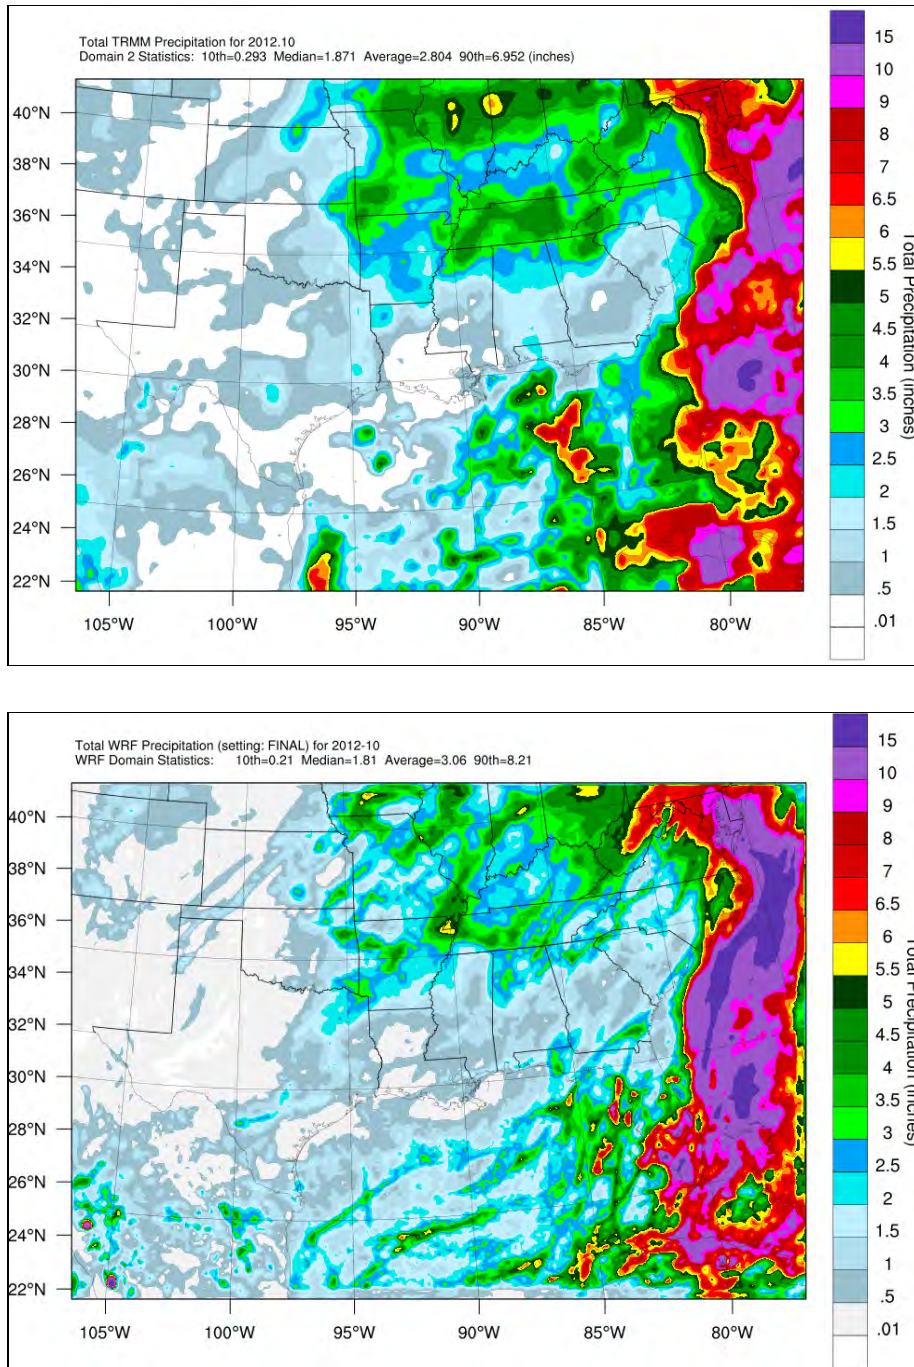 Total TRMM Precipitation for 2012.10
Domain 2 Statistics: 10th=0.293 Median=1.871 Average=2.804 90th=6.952 (inches)
40°N
38°N
36°N
34°N
32°N
30°N
28°N
26°N
24°N
22°N
105°W 100°W 95°W 90°W 85°W 80°W
15
10
9
8
7
6.5
6
5.5
5
4.5
4
3.5
3
2.5
2
1.5
1
.5
.01
Total Precipitation (inches)
Total WRF Precipitation (setting: FINAL) for 2012-10
WRF Domain Statistics: 10th=0.21 Median=1.81 Average=3.06 90th=8.21
40°N
38°N
36°N
34°N
32°N
30°N
28°N
26°N
24°N
22°N
105°W 100°W 95°W 90°W 85°W 80°W
15
10
9
8
7
6.5
6
5.5
5
4.5
4
3.5
3
2.5
2
1.5
1
.5
.01
Total Precipitation (inches)